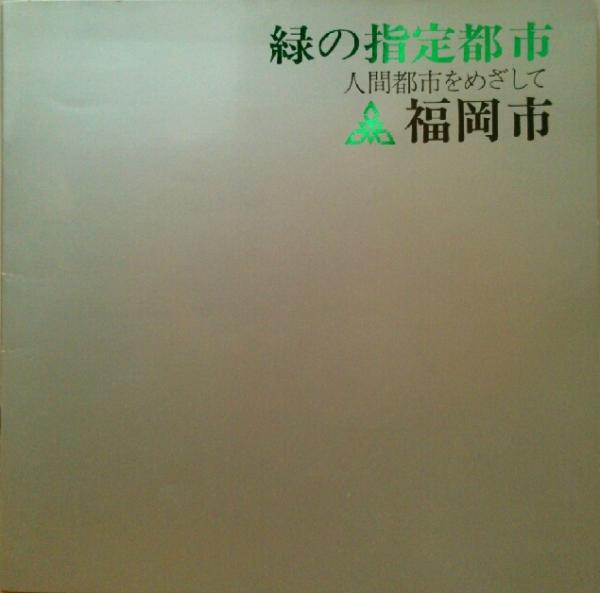 緑の指定都市
人間都市をめざして
福岡市